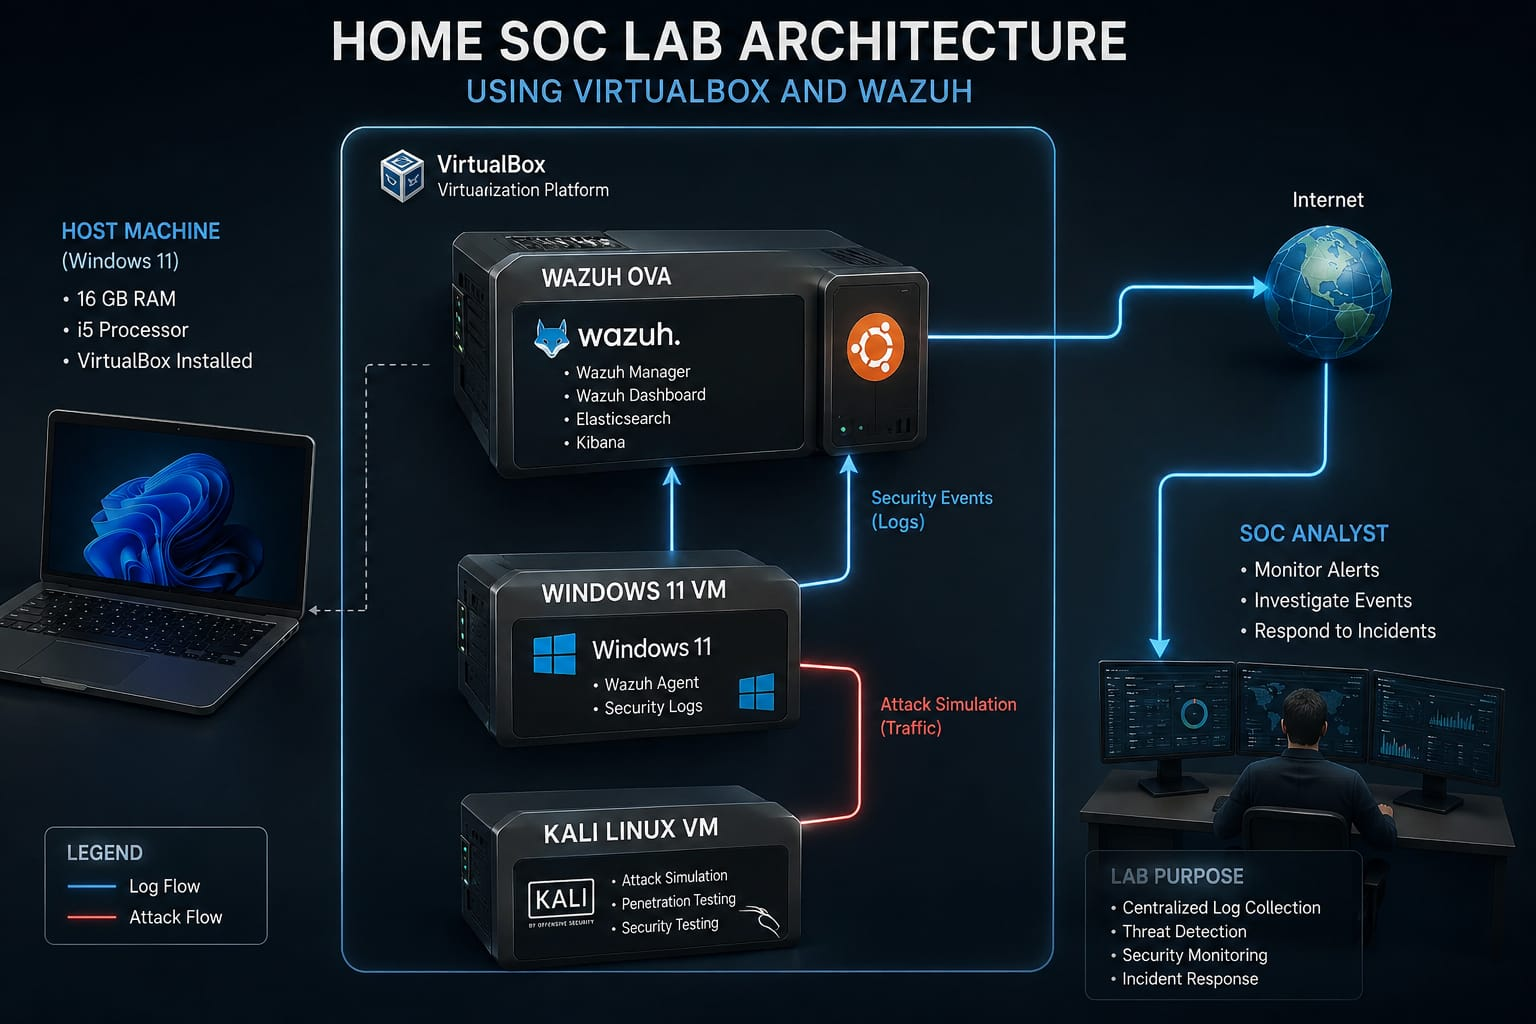 HOME SOC LAB ARCHITECTURE
USING VIRTUALBOX AND WAZUH
VirtualBox
Virtuarization Platform
HOST MACHINE
(Windows 11)
• 16 GB RAM
• i5 Processor
• VirtualBox Installed
WAZUH OVA
wazuh.
• Wazuh Manager
• Wazuh Dashboard
• Elasticsearch
• Kibana
Internet
Security Events
(Logs)
WINDOWS 11 VM
Windows 11
• Wazuh Agent
• Security Logs
SOC ANALYST
• Monitor Alerts
• Investigate Events
• Respond to Incidents
Attack Simulation
(Traffic)
KALI LINUX VM
KALI
BY OFFENSIVE SECURITY
• Attack Simulation
• Penetration Testing
• Security Testing
LEGEND
Log Flow
Attack Flow
LAB PURPOSE
• Centralized Log Collection
• Threat Detection
• Security Monitoring
• Incident Response